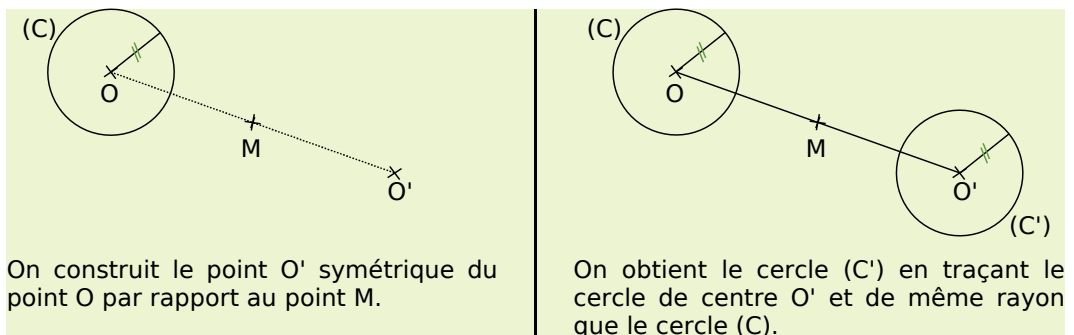 (C)
O
M
O'
On construit le point O' symétrique du
point O par rapport au point M.
(C)
O
M
O'
(C')
On obtient le cercle (C') en traçant le
cercle de centre O' et de même rayon
que le cercle (C).